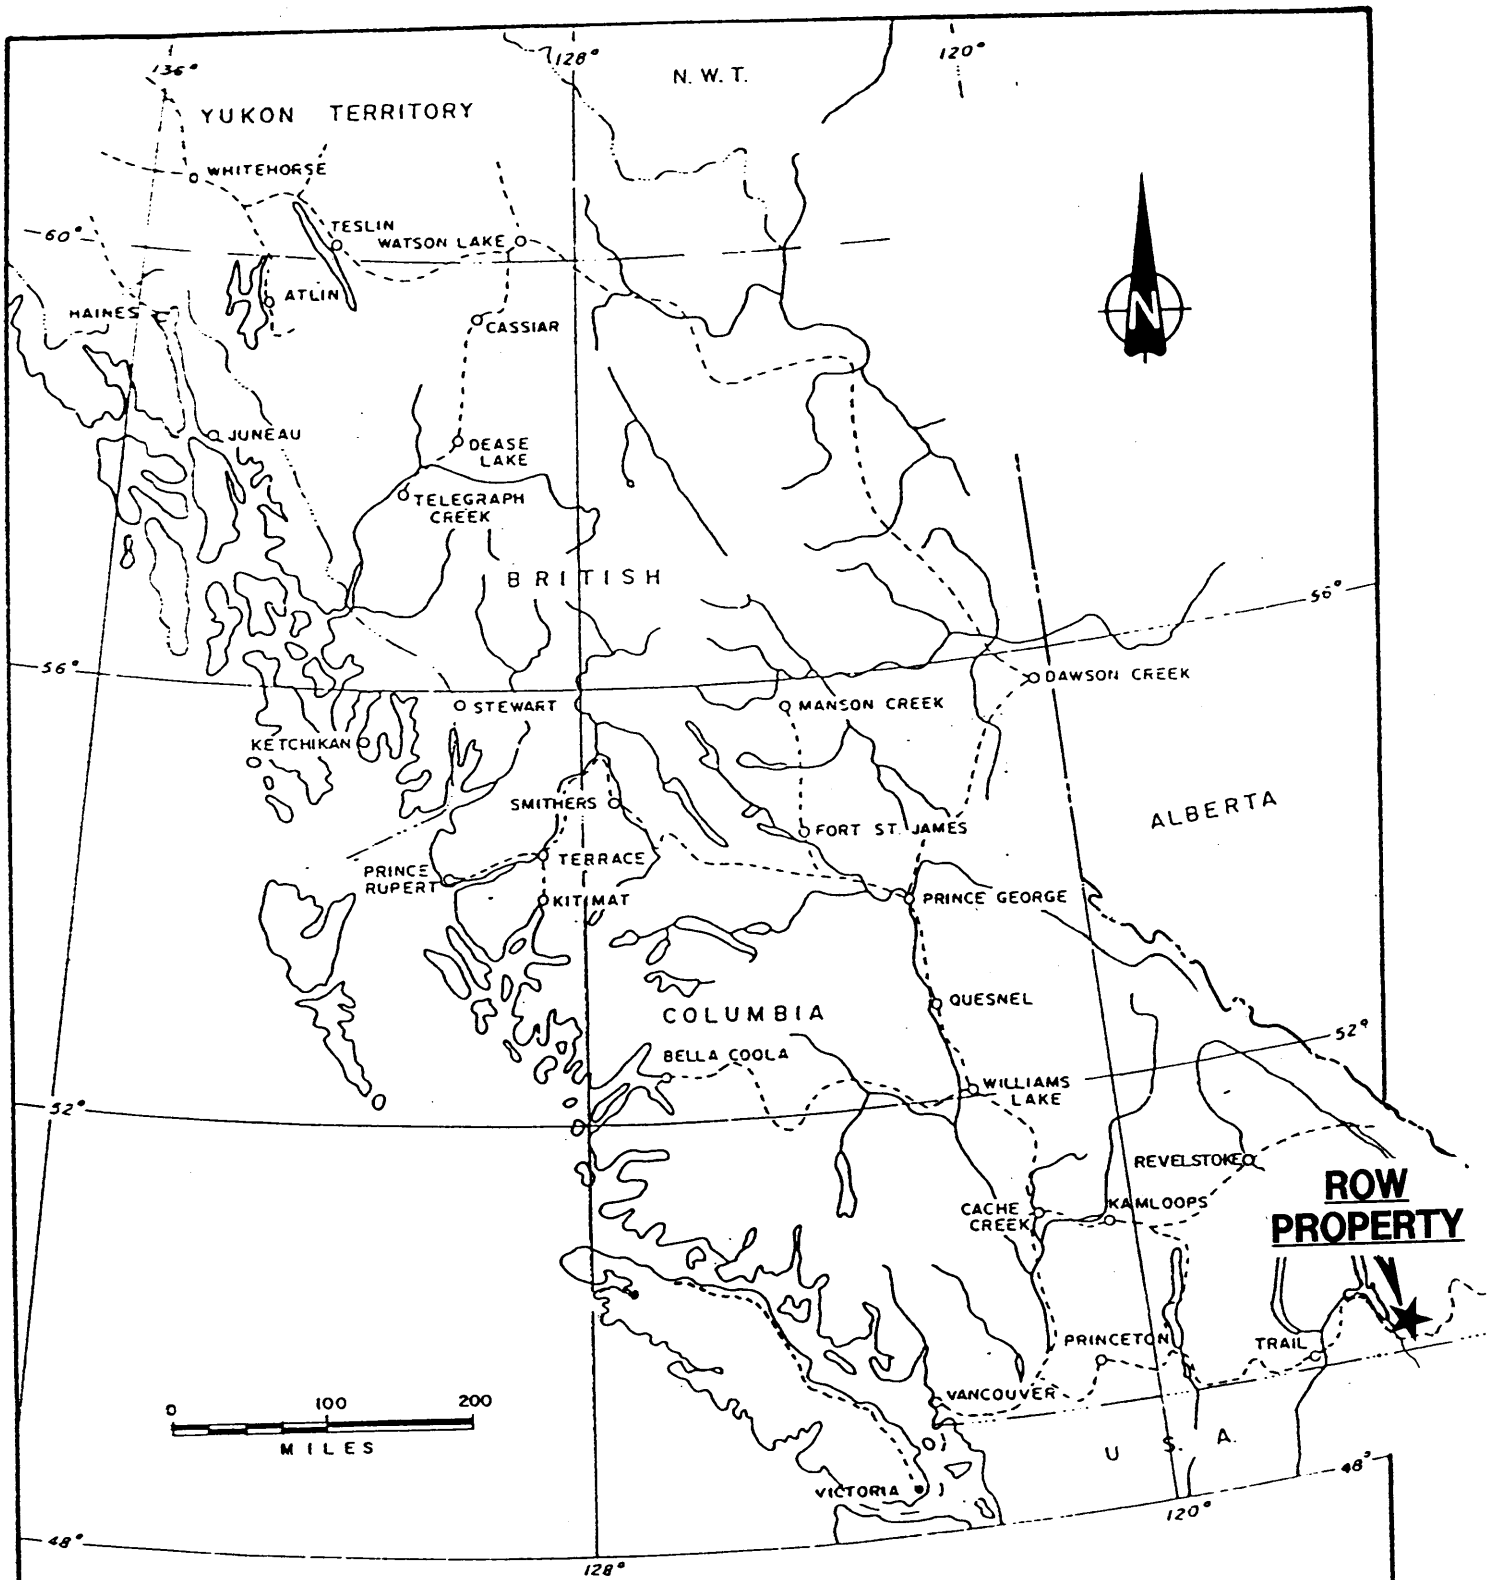 136°
128°
120°
N. W. T.
YUKON TERRITORY
WHITEHORSE
TESLIN
WATSON LAKE
60°
ATLIN
HAINES
CASSIAR
N
JUNEAU
DEASE
LAKE
TELEGRAPH
CREEK
BRITISH
56°
56°
DAWSON CREEK
STEWART
MANSON CREEK
KETCHIKAN
SMITHERS
ALBERTA
FORT ST. JAMES
TERRACE
PRINCE
RUPERT
KITIMAT
PRINCE GEORGE
QUESNEL
COLUMBIA
52°
BELLA COOLA
WILLIAMS
LAKE
52°
REVELSTOKE
ROW
PROPERTY
CACHE
CREEK
KAMLOOPS
PRINCETON
TRAIL
VANCOUVER
0 100 200
MILES
U. S. A.
48°
VICTORIA
120°
48°
128°